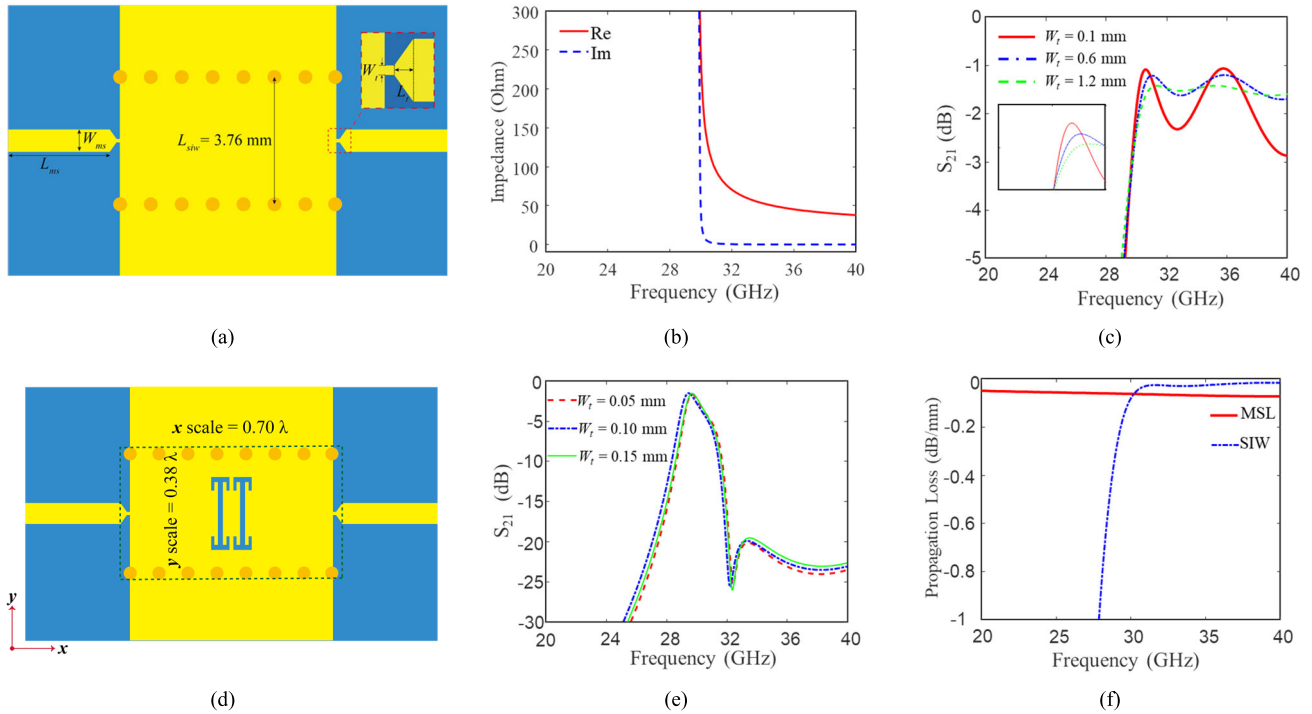 W_t
L_t
W_ms
L_ms
L_siw = 3.76 mm
(a)
Impedance (Ohm)
300
250
200
150
100
50
0
Re
Im
20 24 28 32 36 40
Frequency (GHz)
(b)
S_21 (dB)
0
-1
-2
-3
-4
-5
W_t = 0.1 mm
W_t = 0.6 mm
W_t = 1.2 mm
20 24 28 32 36 40
Frequency (GHz)
(c)
x scale = 0.70 λ
y scale = 0.38 λ
y
x
(d)
S_21 (dB)
0
-5
-10
-15
-20
-25
-30
W_t = 0.05 mm
W_t = 0.10 mm
W_t = 0.15 mm
20 24 28 32 36 40
Frequency (GHz)
(e)
Propagation Loss (dB/mm)
0
-0.2
-0.4
-0.6
-0.8
-1
MSL
SIW
20 25 30 35 40
Frequency (GHz)
(f)